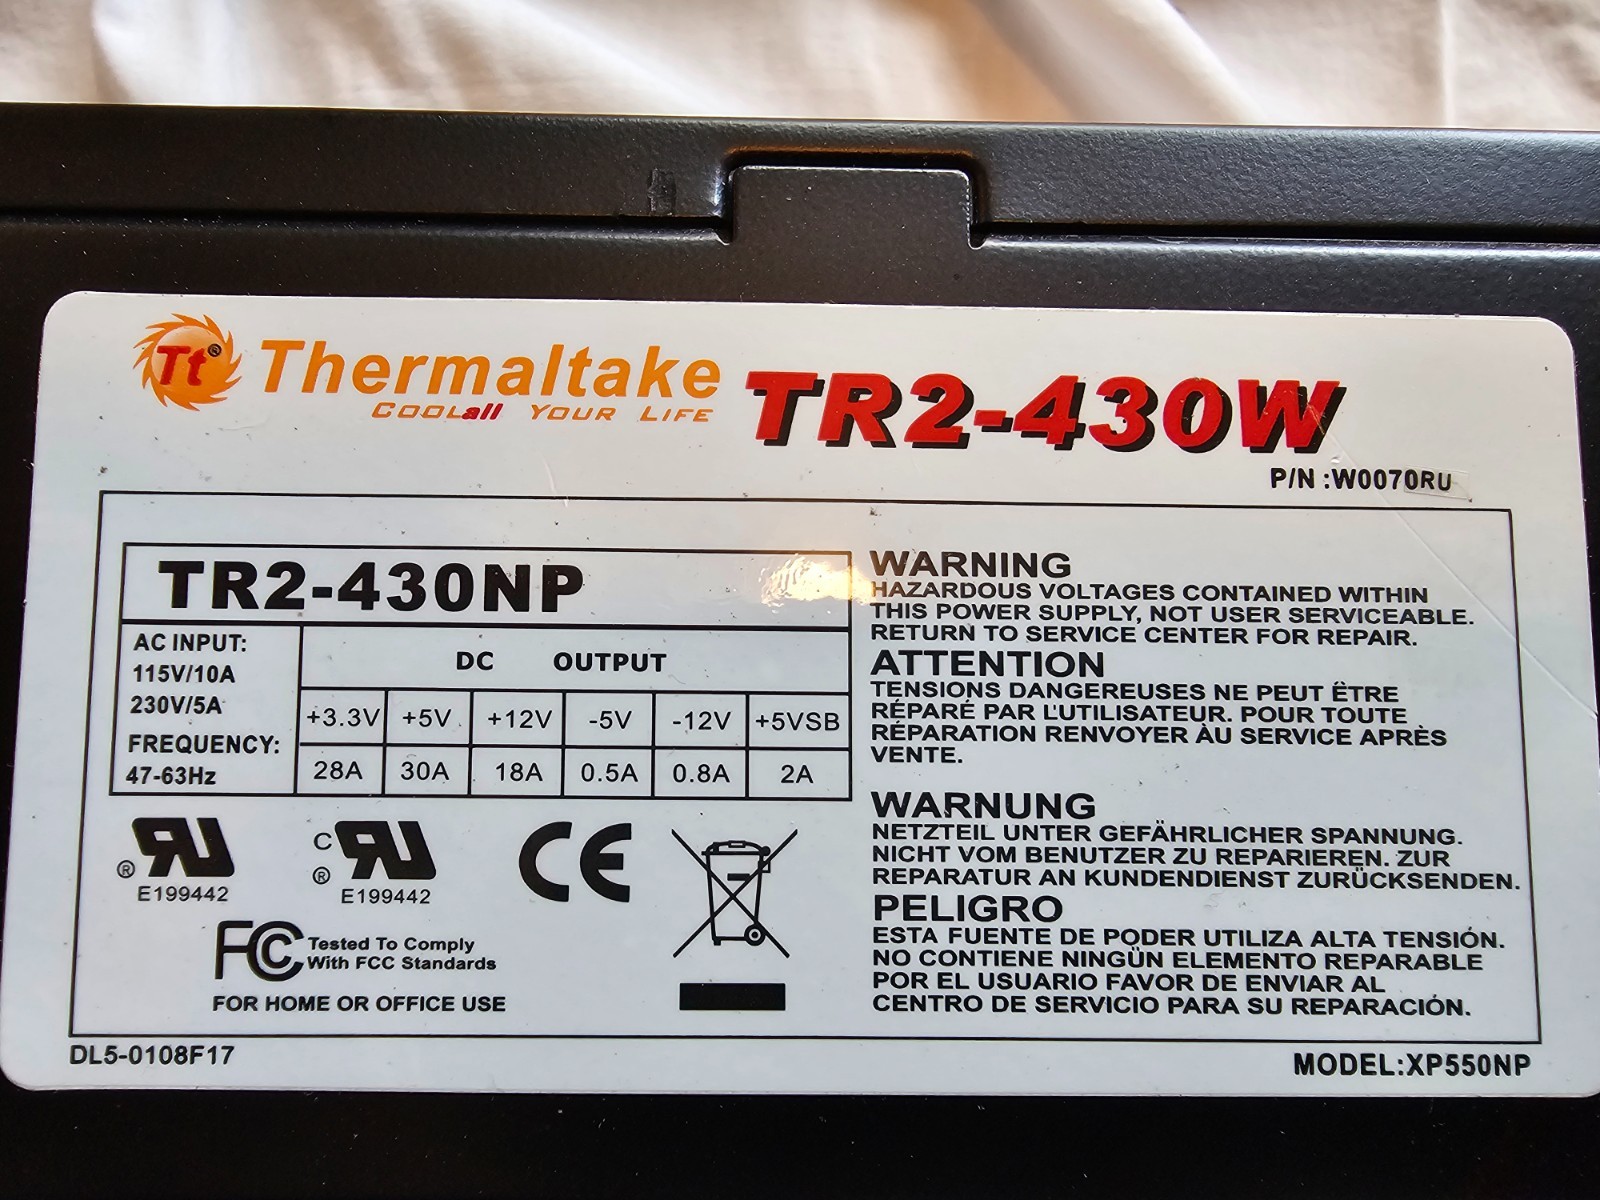 Tt® Thermaltake
COOLall YOUR LIFE
TR2-430W
P/N :W0070RU
TR2-430NP
AC INPUT:
115V/10A
230V/5A
FREQUENCY:
47-63Hz
DC OUTPUT
+3.3V +5V +12V -5V -12V +5VSB
28A 30A 18A 0.5A 0.8A 2A
WARNING
HAZARDOUS VOLTAGES CONTAINED WITHIN
THIS POWER SUPPLY, NOT USER SERVICEABLE.
RETURN TO SERVICE CENTER FOR REPAIR.
ATTENTION
TENSIONS DANGEREUSES NE PEUT ËTRE
RÉPARÉ PAR L'UTILISATEUR. POUR TOUTE
RÉPARATION RENVOYER ÀU SERVICE APRÈS
VENTE.
WARNUNG
NETZTEIL UNTER GEFÄHRLICHER SPANNUNG.
NICHT VOM BENUTZER ZU REPARIEREN. ZUR
REPARATUR AN KUNDENDIENST ZURÜCKSENDEN.
PELIGRO
ESTA FUENTE DE PODER UTILIZA ALTA TENSIÓN.
NO CONTIENE NINGÜN ELEMENTO REPARABLE
POR EL USUARIO FAVOR DE ENVIAR AL
CENTRO DE SERVICIO PARA SU REPARACIÓN.
RU ®
E199442
C RU ®
E199442
CE
FC Tested To Comply
With FCC Standards
FOR HOME OR OFFICE USE
DL5-0108F17
MODEL:XP550NP